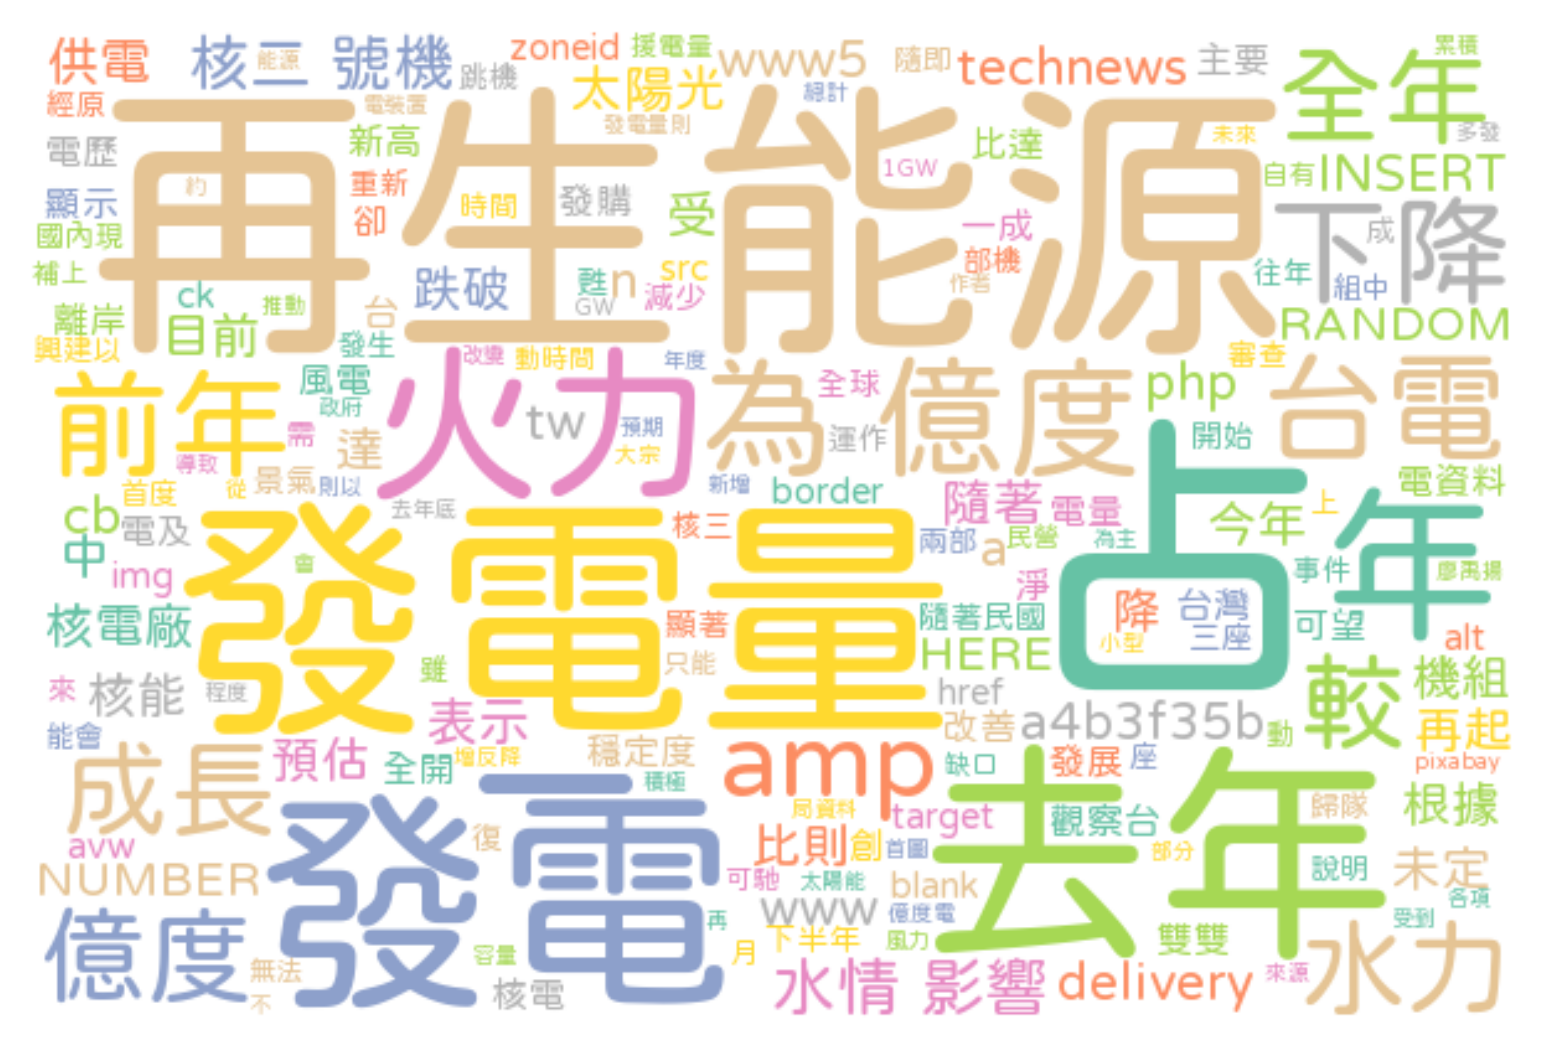 供電
核二 號機
能源
跳機
zoneid
援電量
www5
隨即
technews
主要
全年
累積
經原
電裝置
太陽光
總計
發電量則
再生能源
電歷
新高
1GW
比達
未來
多發
自有
INSERT
顯示
約
重新
卻
時間
發購
受
一成
下降
成
國內現
部機
補上
跌破
甦
n
src
減少
GW
作者
往年
組中
ck
推動
台
離岸
目前
RANDOM
興建以
發生
改變
動時間
年度
審查
前年
風電
政府
火力
為億度
全球
php
台電
需
達
tw
預期
大宗
運作
開始
導致
景氣
則以
首度
從
去年底
新增
border
隨著
電量
占
電資料
上
今年
年
cb
電及
中
發電量
核三
兩部
a
民營
為主
img
會
淨
事件
廖禹揚
核電廠
顯著
隨著民國
降
台灣
三座
小型
可望
alt
雖
只能
HERE
來
核能
程度
href
較
機組
表示
改善
a4b3f35b
動
再起
能會
成長
預估
全開
增反降
穩定度
amp
缺口
發展
座
pixabay
積極
發電
去年
局資料
target
觀察台
歸隊
根據
avw
復
比則
創
首圖
部分
NUMBER
可馳
太陽能
blank
說明
未定
億度
再
www
億度電
各項
受到
容量
月
下半年
風力
雙雙
水力
無法
不
核電
水情 影響
delivery
來源